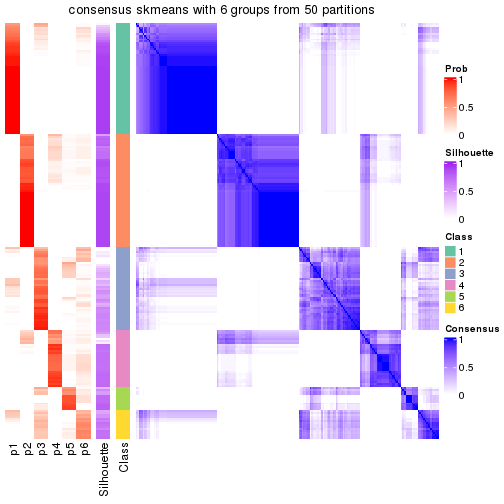 consensus skmeans with 6 groups from 50 partitions
Prob
1
0.5
0
Silhouette
1
0.5
0
Class
1
2
3
4
5
6
Consensus
1
0.5
0
p1
p2
p3
p4
p5
p6
Silhouette
Class